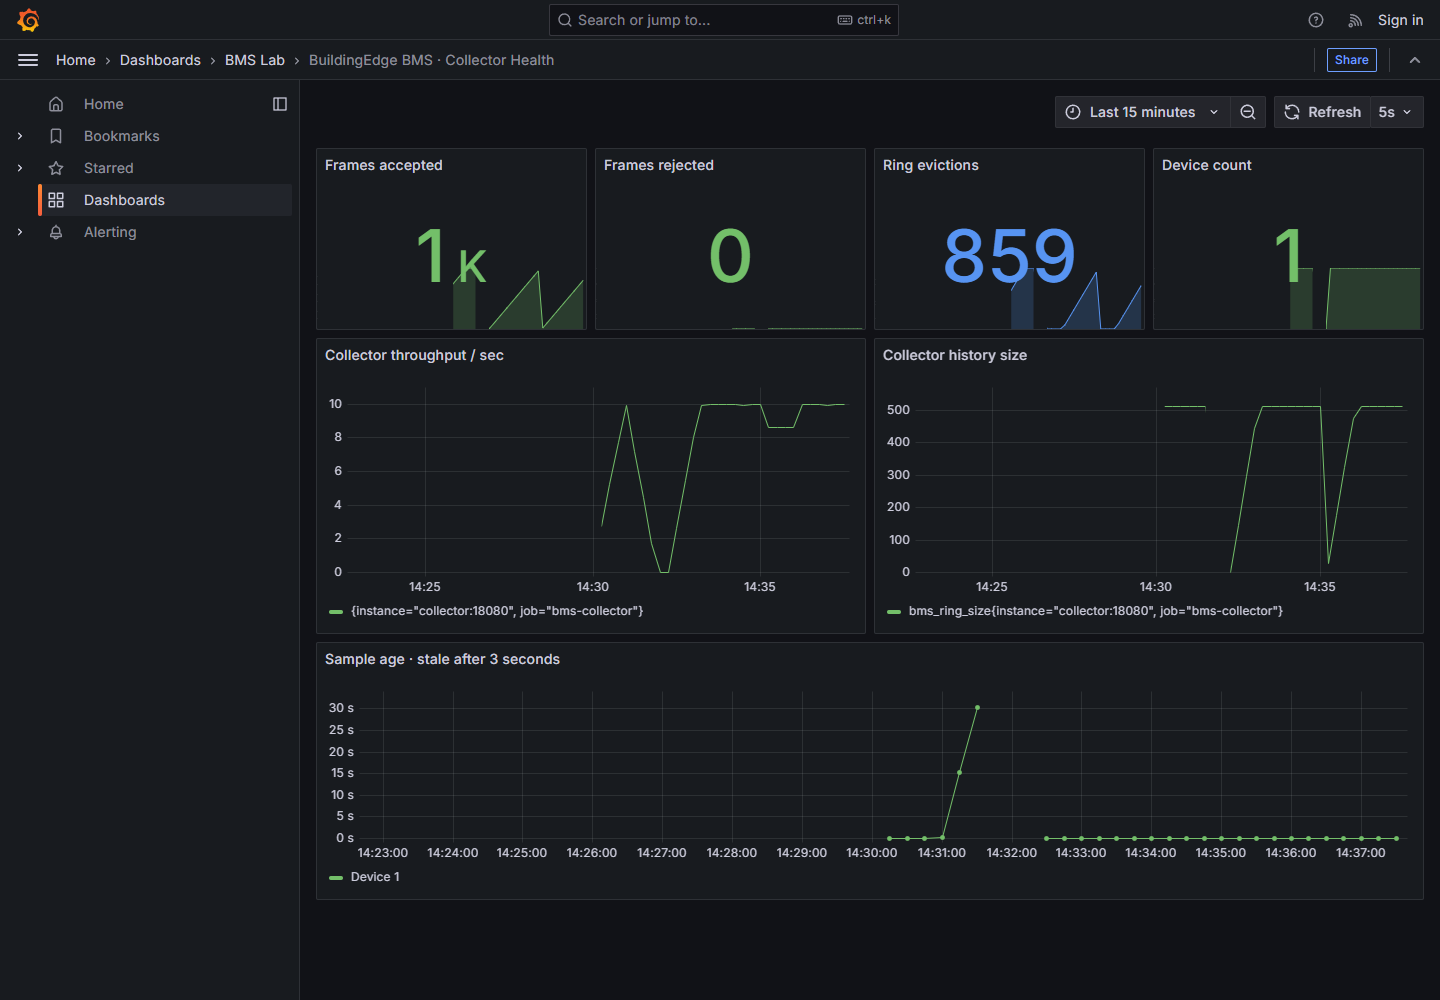 Search or jump to...
ctrl+k
Sign in
Home › Dashboards › BMS Lab › BuildingEdge BMS · Collector Health
Share
Home
Bookmarks
Starred
Dashboards
Alerting
Last 15 minutes
Refresh
5s
Frames accepted
1 K
Frames rejected
0
Ring evictions
859
Device count
1
Collector throughput / sec
10
8
6
4
2
0
14:25 14:30 14:35
{instance="collector:18080", job="bms-collector"}
Collector history size
500
400
300
200
100
0
14:25 14:30 14:35
bms_ring_size{instance="collector:18080", job="bms-collector"}
Sample age · stale after 3 seconds
30 s
25 s
20 s
15 s
10 s
5 s
0 s
14:23:00 14:24:00 14:25:00 14:26:00 14:27:00 14:28:00 14:29:00 14:30:00 14:31:00 14:32:00 14:33:00 14:34:00 14:35:00 14:36:00 14:37:00
Device 1